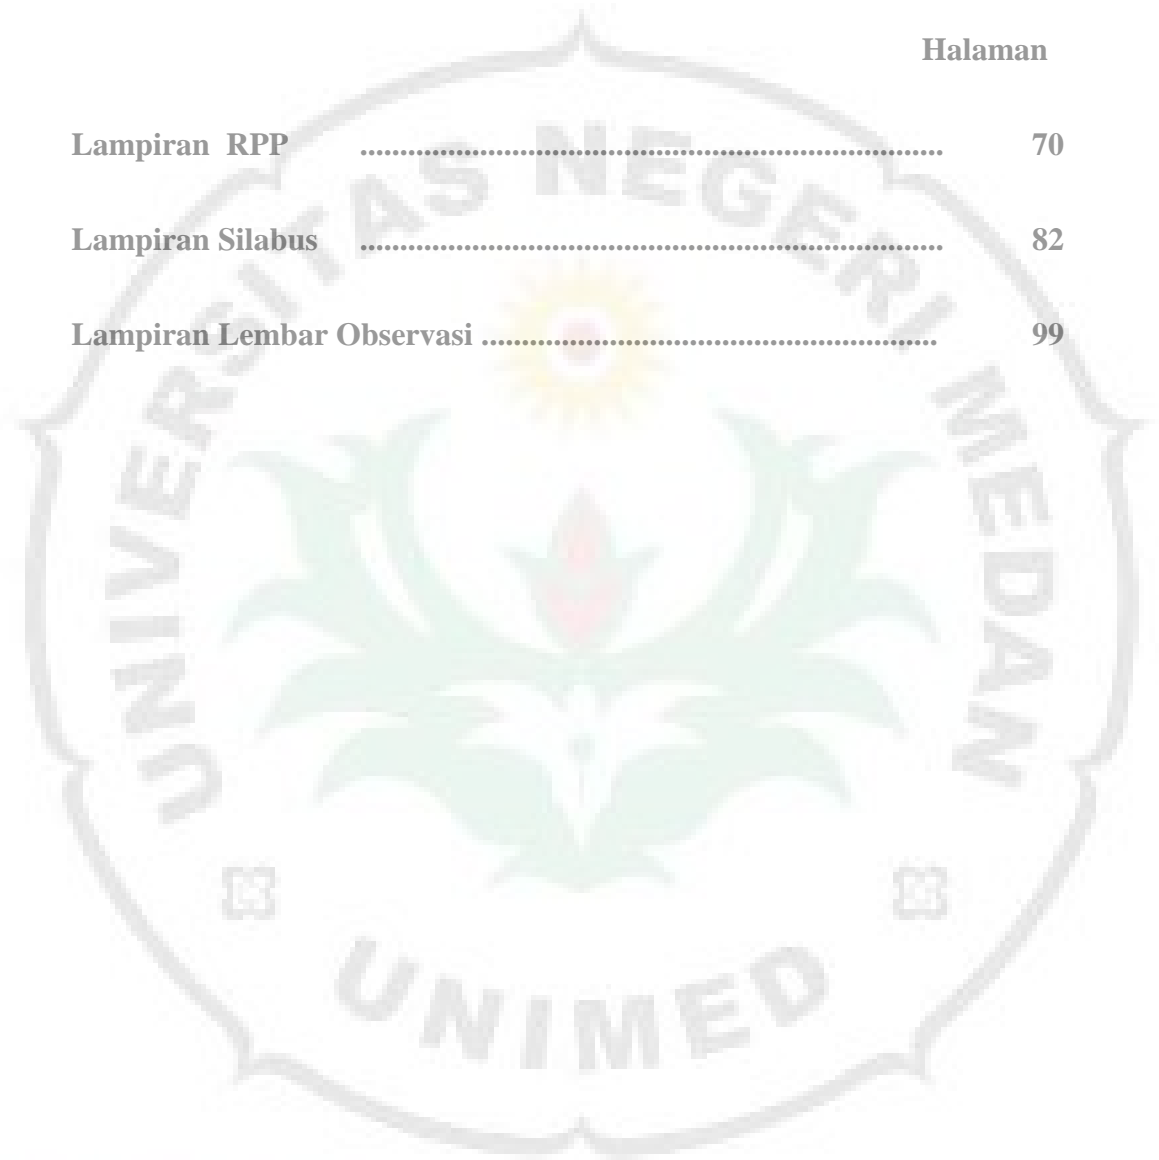 Halaman
Lampiran RPP ........................................................................ 70
Lampiran Silabus ........................................................................ 82
Lampiran Lembar Observasi ......................................................... 99
UNIVERSITAS NEGERI MEDAN
UNIMED